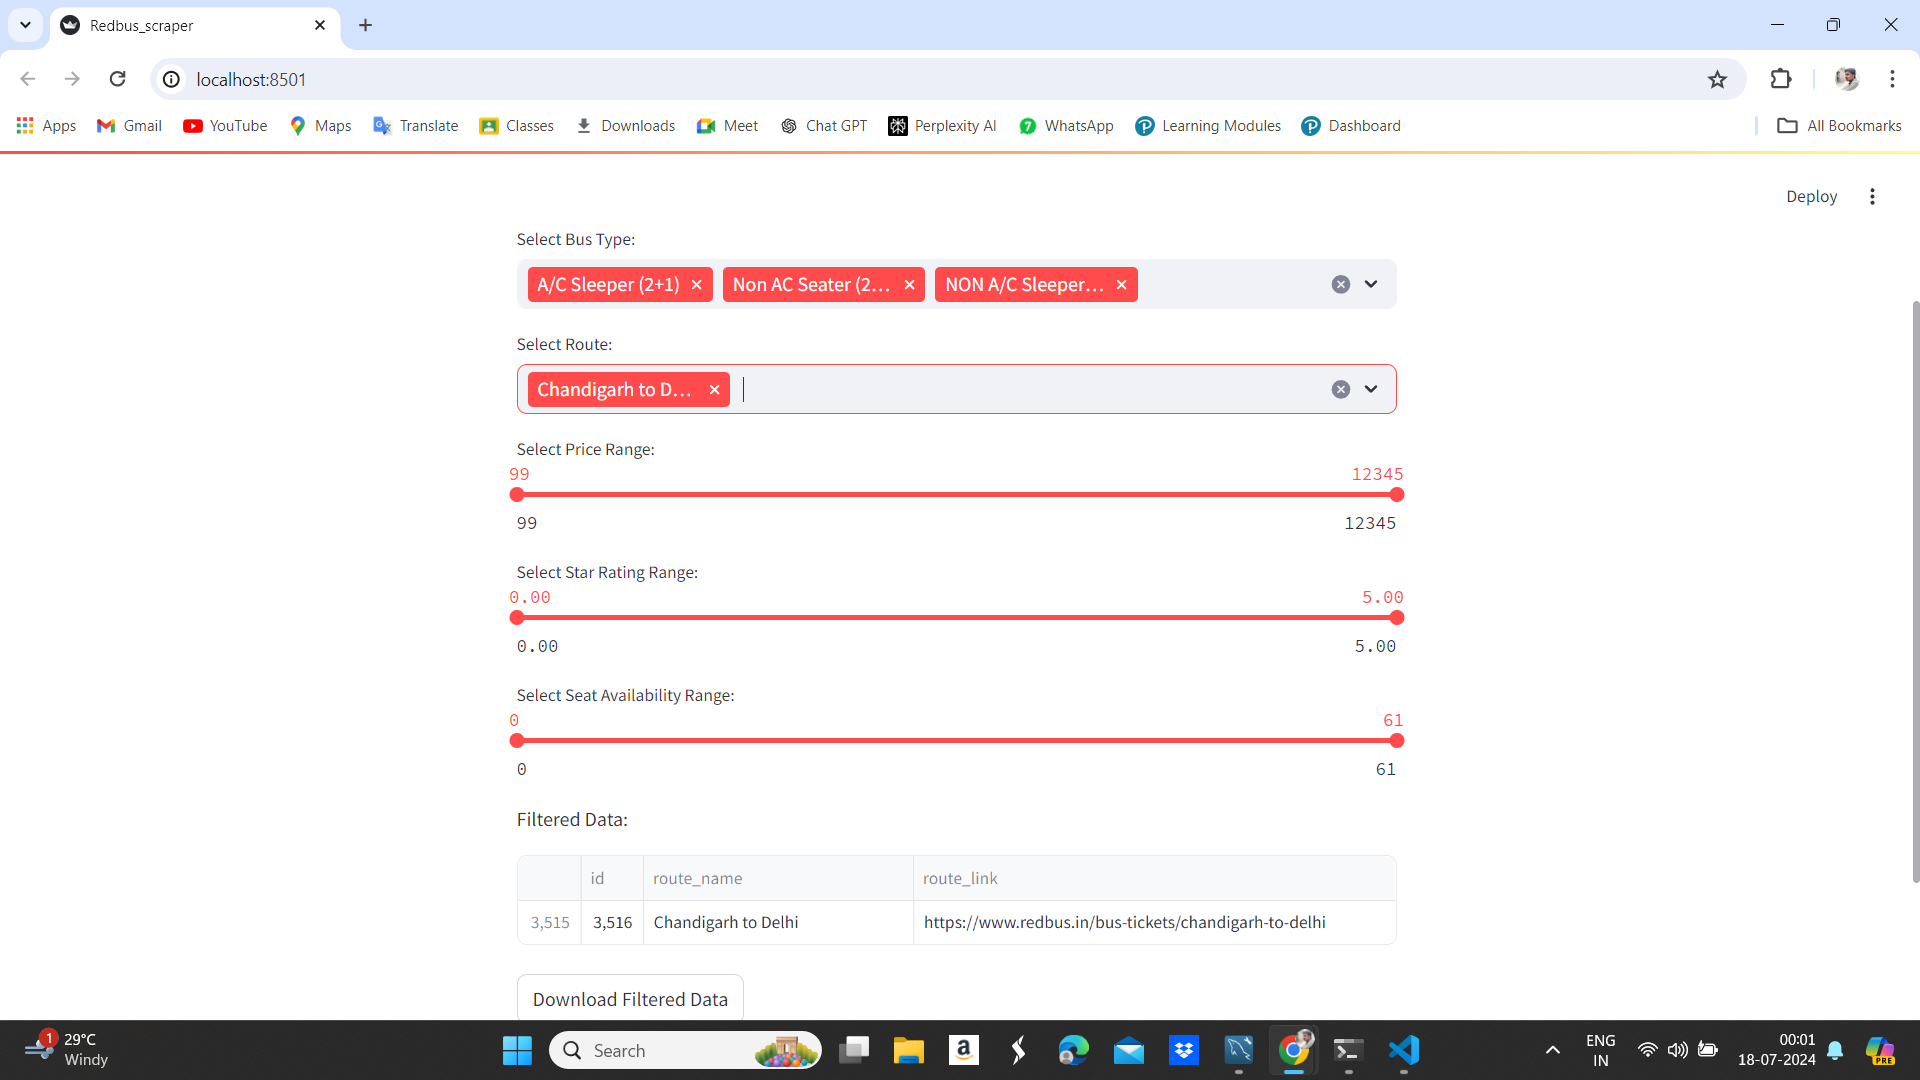 Redbus_scraper
localhost:8501
Apps Gmail YouTube Maps Translate Classes Downloads Meet Chat GPT Perplexity AI WhatsApp Learning Modules Dashboard All Bookmarks
Deploy
Select Bus Type:
A/C Sleeper (2+1) Non AC Seater (2... NON A/C Sleeper...
Select Route:
Chandigarh to D...
Select Price Range:
99 12345
99 12345
Select Star Rating Range:
0.00 5.00
0.00 5.00
Select Seat Availability Range:
0 61
0 61
Filtered Data:
id route_name route_link
3,515 3,516 Chandigarh to Delhi https://www.redbus.in/bus-tickets/chandigarh-to-delhi
Download Filtered Data
1
29°C
Windy
Search
ENG
IN
00:01
18-07-2024
PRE